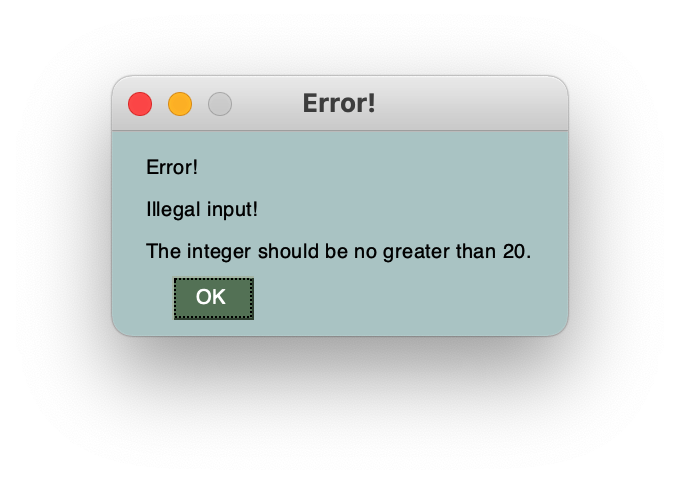 Error!
Error!
Illegal input!
The integer should be no greater than 20.
OK